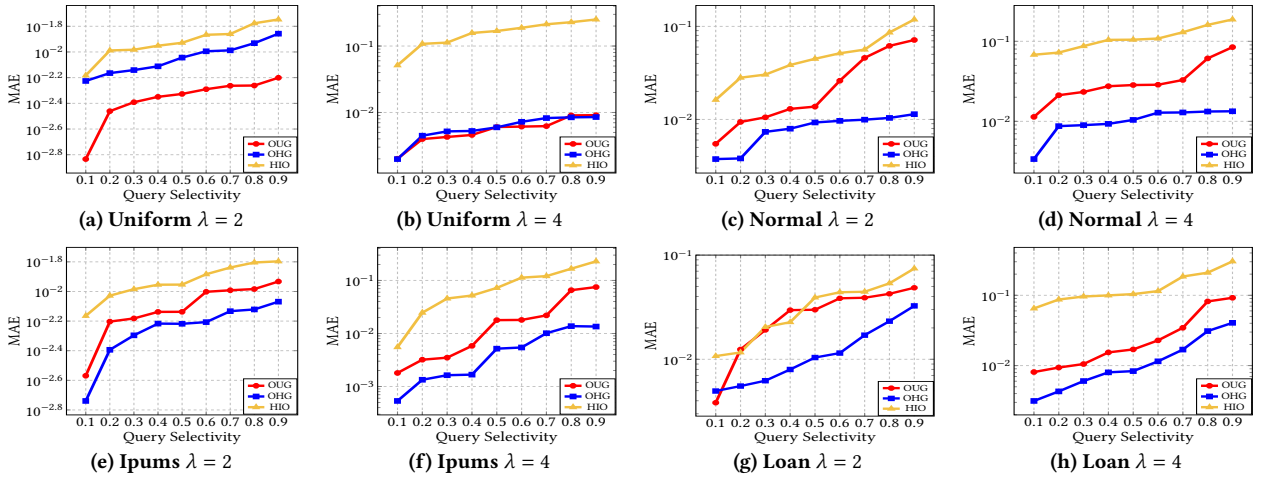 MAE
10^−1.8
10^−2
10^−2.2
10^−2.4
10^−2.6
10^−2.8
OUG
OHG
HIO
0.1 0.2 0.3 0.4 0.5 0.6 0.7 0.8 0.9
Query Selectivity
(a) Uniform λ = 2
MAE
10^−1
10^−2
OUG
OHG
HIO
0.1 0.2 0.3 0.4 0.5 0.6 0.7 0.8 0.9
Query Selectivity
(b) Uniform λ = 4
MAE
10^−1
10^−2
OUG
OHG
HIO
0.1 0.2 0.3 0.4 0.5 0.6 0.7 0.8 0.9
Query Selectivity
(c) Normal λ = 2
MAE
10^−1
10^−2
OUG
OHG
HIO
0.1 0.2 0.3 0.4 0.5 0.6 0.7 0.8 0.9
Query Selectivity
(d) Normal λ = 4
MAE
10^−1.8
10^−2
10^−2.2
10^−2.4
10^−2.6
10^−2.8
OUG
OHG
HIO
0.1 0.2 0.3 0.4 0.5 0.6 0.7 0.8 0.9
Query Selectivity
(e) Ipums λ = 2
MAE
10^−1
10^−2
10^−3
OUG
OHG
HIO
0.1 0.2 0.3 0.4 0.5 0.6 0.7 0.8 0.9
Query Selectivity
(f) Ipums λ = 4
MAE
10^−1
10^−2
OUG
OHG
HIO
0.1 0.2 0.3 0.4 0.5 0.6 0.7 0.8 0.9
Query Selectivity
(g) Loan λ = 2
MAE
10^−1
10^−2
OUG
OHG
HIO
0.1 0.2 0.3 0.4 0.5 0.6 0.7 0.8 0.9
Query Selectivity
(h) Loan λ = 4